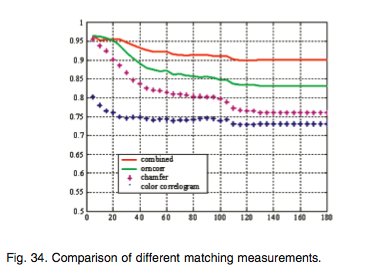 1
0.95
0.9
0.85
0.8
0.75
0.7
0.65
0.6
0.55
0.5
0 20 40 60 80 100 120 140 160 180
combined
orncorr
chamfer
color correlogram
Fig. 34. Comparison of different matching measurements.